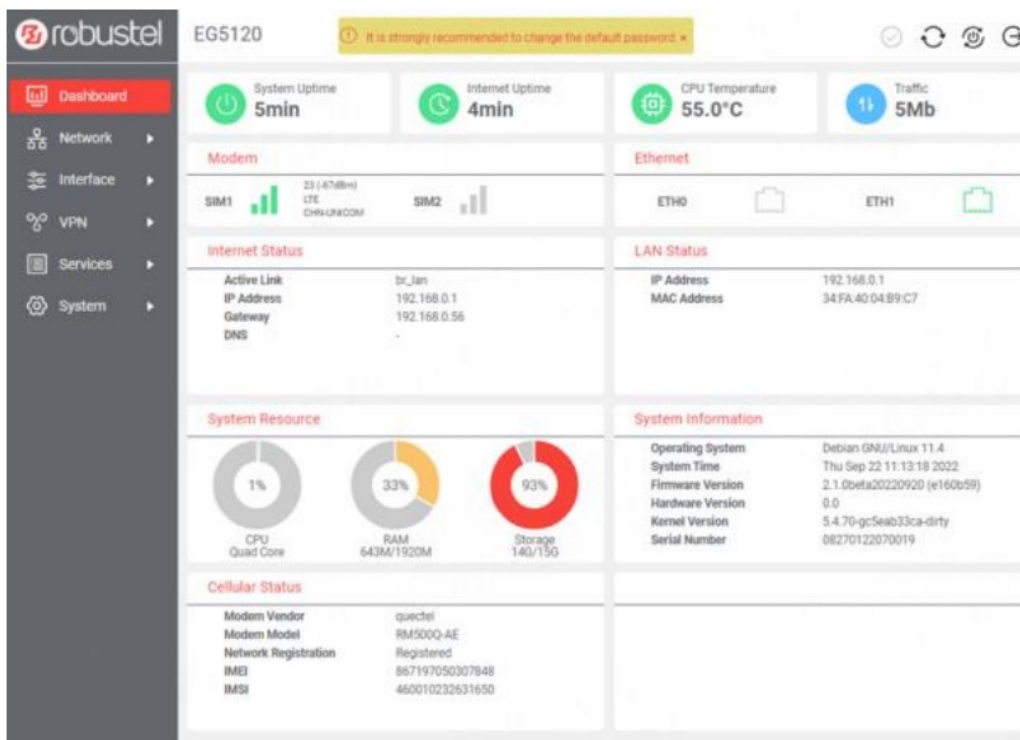 robustel
EG5120
It is strongly recommended to change the default password. ×
Dashboard
Network
Interface
VPN
Services
System
System Uptime
5min
Internet Uptime
4min
CPU Temperature
55.0°C
Traffic
5Mb
Modem
SIM1
23 (-67dBm)
LTE
CHN-UNICOM
SIM2
Ethernet
ETH0
ETH1
Internet Status
Active Link br_lan
IP Address 192.168.0.1
Gateway 192.168.0.56
DNS -
LAN Status
IP Address 192.168.0.1
MAC Address 34:FA:40:04:B9:C7
System Resource
1%
CPU
Quad Core
33%
RAM
643M/1920M
93%
Storage
14G/15G
System Information
Operating System Debian GNU/Linux 11.4
System Time Thu Sep 22 11:13:18 2022
Firmware Version 2.1.0beta20220920 (e160b59)
Hardware Version 0.0
Kernel Version 5.4.70-gc5eab33ca-dirty
Serial Number 08270122070019
Cellular Status
Modem Vendor quectel
Modem Model RM500Q-AE
Network Registration Registered
IMEI 867197050307848
IMSI 460010232631650